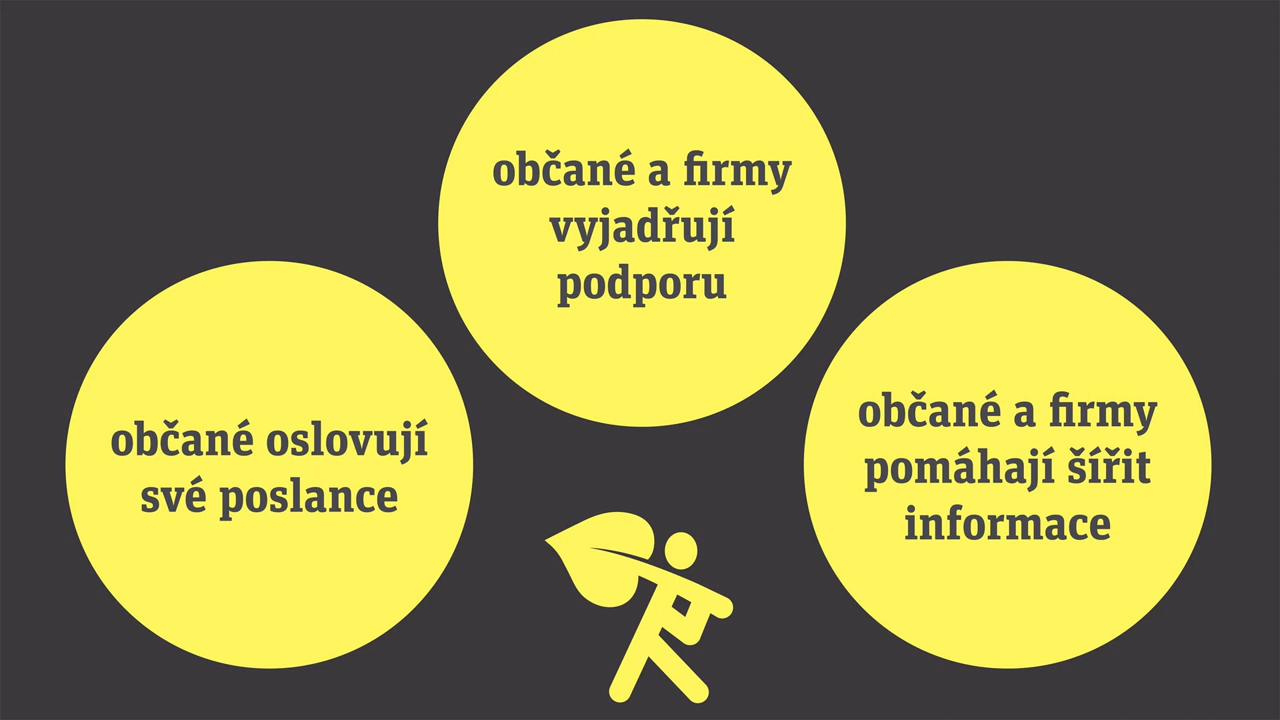 občané a firmy
vyjadřují
podporu
občané oslovují
své poslance
občané a firmy
pomáhají šířit
informace